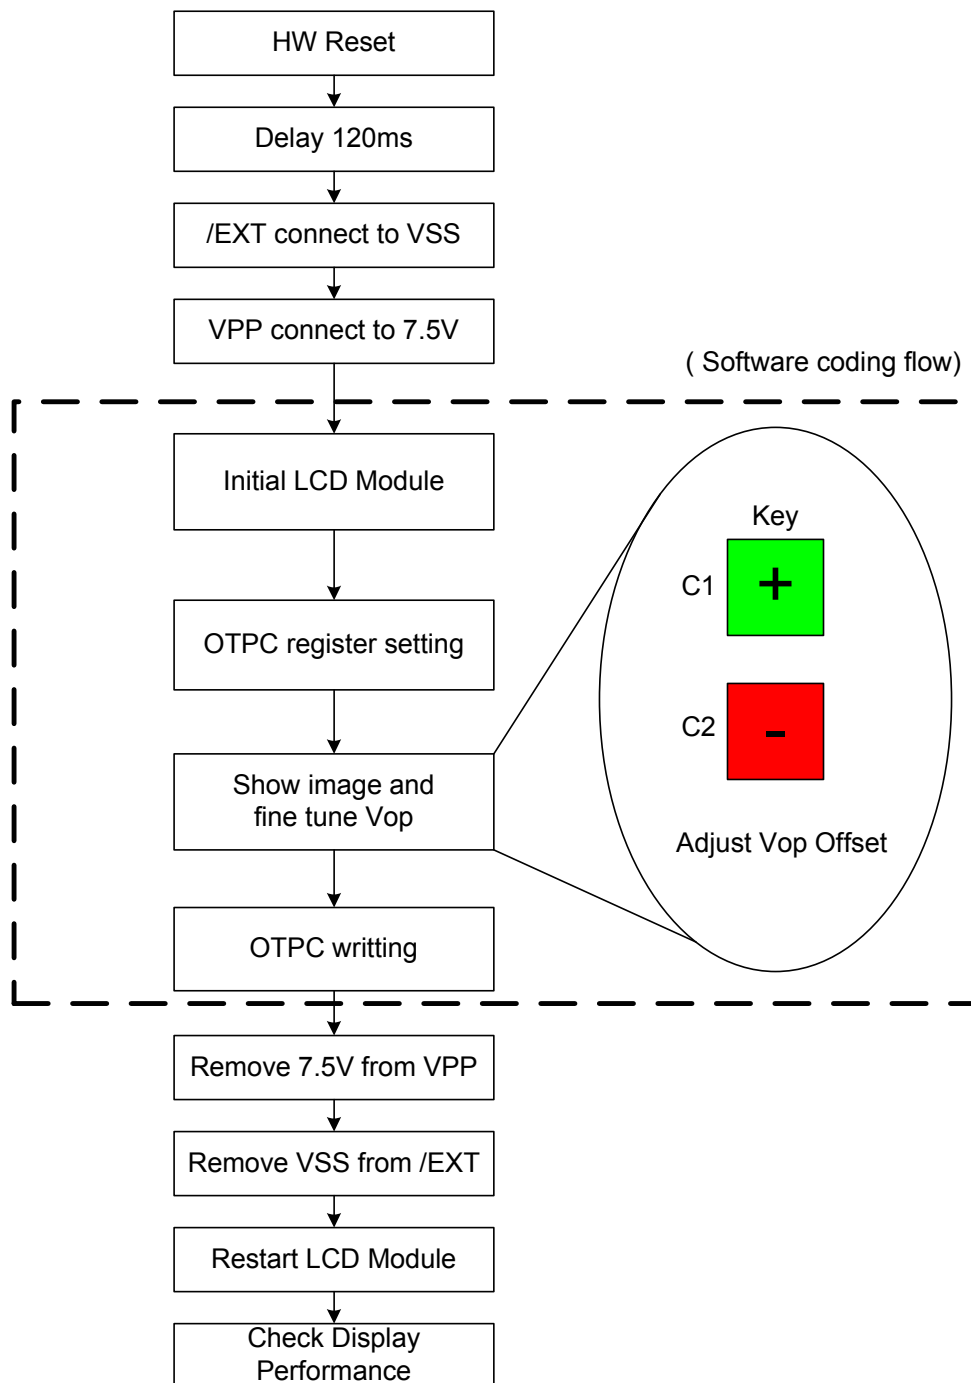 HW Reset
Delay 120ms
/EXT connect to VSS
VPP connect to 7.5V
( Software coding flow)
Initial LCD Module
OTPC register setting
Show image and
fine tune Vop
Key
C1
+
C2
-
Adjust Vop Offset
OTPC writting
Remove 7.5V from VPP
Remove VSS from /EXT
Restart LCD Module
Check Display
Performance